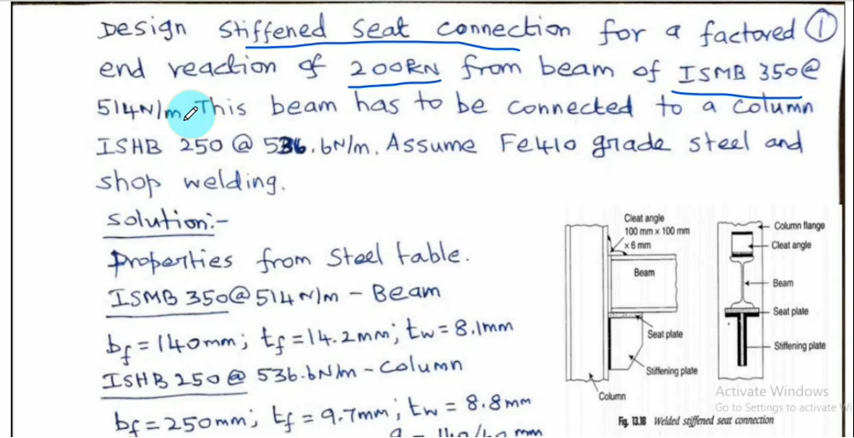 Design Stiffened Seat connection for a factored ①
end reaction of 200KN from beam of ISMB 350@
514N/m. This beam has to be connected to a column
ISHB 250 @ 536.6N/m. Assume Fe410 grade steel and
shop welding.
Solution:-
Properties from Steel table.
ISMB 350@514N/m - Beam
bf = 140mm; tf = 14.2mm; tw = 8.1mm
ISHB 250 @ 536.6N/m - Column
bf = 250mm; tf = 9.7mm; tw = 8.8mm
Cleat angle
100 mm x 100 mm
x 6 mm
Beam
Seat plate
Stiffening plate
Column
Column flange
Cleat angle
Beam
Seat plate
Stiffening plate
Fig. 13.18 Welded stiffened seat connection
Activate Windows
Go to Settings to activate W